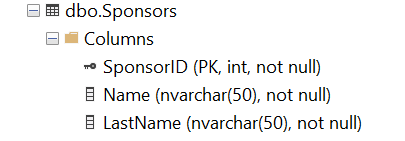 dbo.Sponsors
Columns
SponsorID (PK, int, not null)
Name (nvarchar(50), not null)
LastName (nvarchar(50), not null)